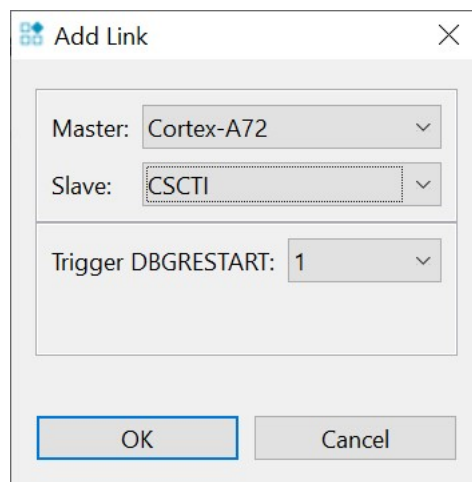 Add Link
Master: Cortex-A72
Slave: CSCTI
Trigger DBGRESTART: 1
OK Cancel